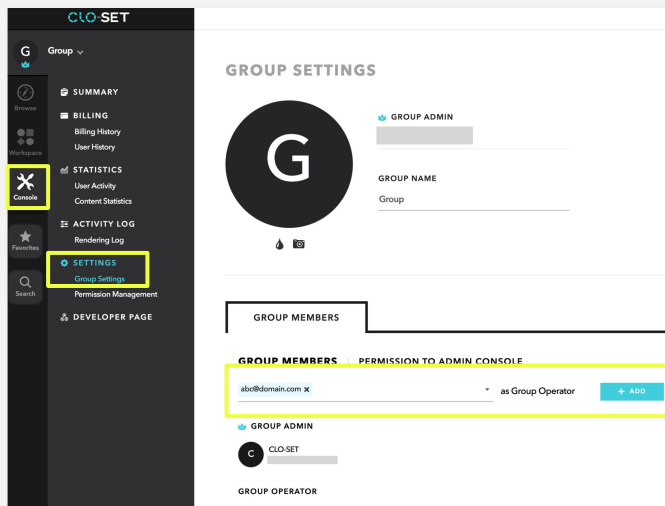 CLO-SET
G
Group
Browse
Workspace
Console
Favorites
Search
SUMMARY
BILLING
Billing History
User History
STATISTICS
User Activity
Content Statistics
ACTIVITY LOG
Rendering Log
SETTINGS
Group Settings
Permission Management
DEVELOPER PAGE
GROUP SETTINGS
G
GROUP ADMIN
GROUP NAME
Group
GROUP MEMBERS
GROUP MEMBERS | PERMISSION TO ADMIN CONSOLE
abc@domain.com x as Group Operator + ADD
GROUP ADMIN
C CLO-SET
GROUP OPERATOR